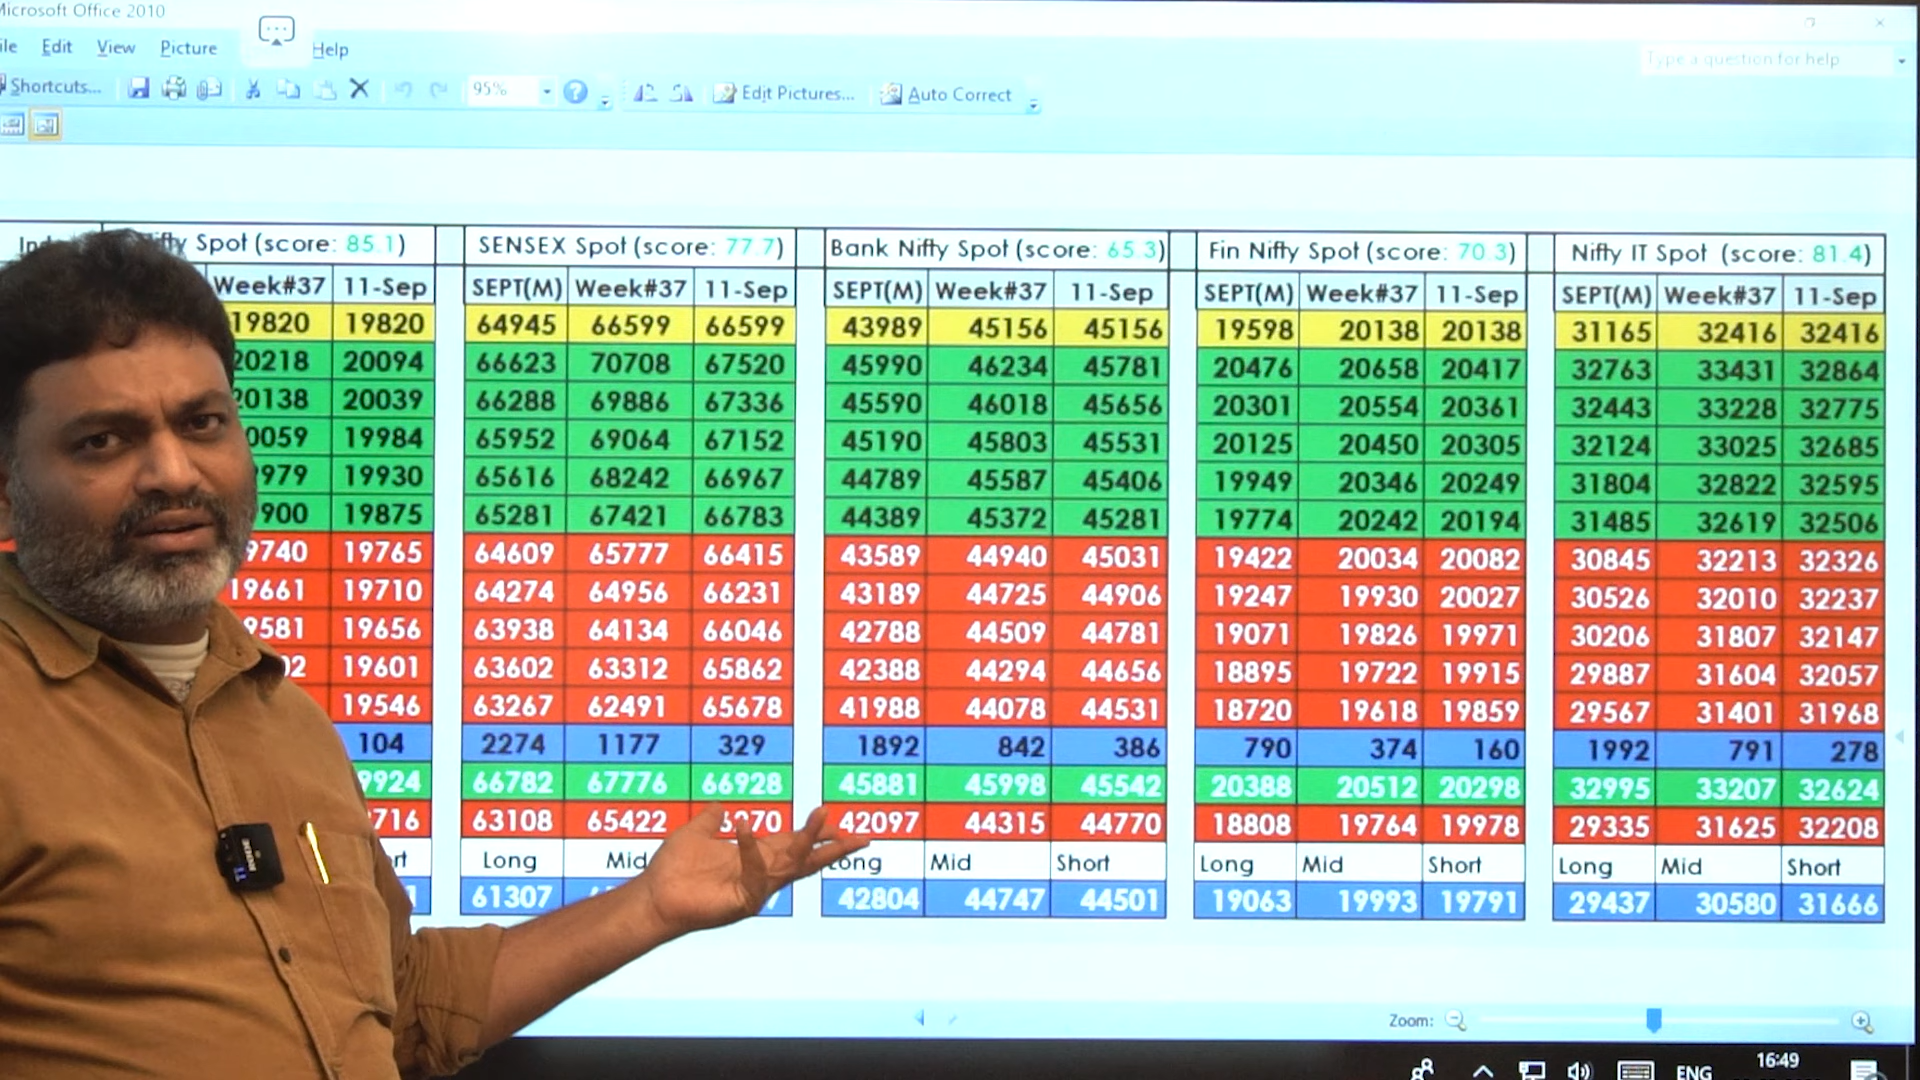 Microsoft Office 2010
Edit View Picture Help
Type a question for help
Shortcuts... 95% Edit Pictures... Auto Correct
Spot (score: 85.1) SENSEX Spot (score: 77.7) Bank Nifty Spot (score: 65.3) Fin Nifty Spot (score: 70.3) Nifty IT Spot (score: 81.4)
Week#37 11-Sep SEPT(M) Week#37 11-Sep SEPT(M) Week#37 11-Sep SEPT(M) Week#37 11-Sep SEPT(M) Week#37 11-Sep
19820 19820 64945 66599 66599 43989 45156 45156 19598 20138 20138 31165 32416 32416
20218 20094 66623 70708 67520 45990 46234 45781 20476 20658 20417 32763 33431 32864
20138 20039 66288 69886 67336 45590 46018 45656 20301 20554 20361 32443 33228 32775
0059 19984 65952 69064 67152 45190 45803 45531 20125 20450 20305 32124 33025 32685
979 19930 65616 68242 66967 44789 45587 45406 19949 20346 20249 31804 32822 32595
900 19875 65281 67421 66783 44389 45372 45281 19774 20242 20194 31485 32619 32506
9740 19765 64609 65777 66415 43589 44940 45031 19422 20034 20082 30845 32213 32326
19661 19710 64274 64956 66231 43189 44725 44906 19247 19930 20027 30526 32010 32237
9581 19656 63938 64134 66046 42788 44509 44781 19071 19826 19971 30206 31807 32147
02 19601 63602 63312 65862 42388 44294 44656 18895 19722 19915 29887 31604 32057
19546 63267 62491 65678 41988 44078 44531 18720 19618 19859 29567 31401 31968
104 2274 1177 329 1892 842 386 790 374 160 1992 791 278
9924 66782 67776 66928 45881 45998 45542 20388 20512 20298 32995 33207 32624
716 63108 65422 42097 44315 44770 18808 19764 19978 29335 31625 32208
Long Mid Long Mid Short Long Mid Short Long Mid Short
61307 42804 44747 44501 19063 19993 19791 29437 30580 31666
Zoom:
ENG 16:49